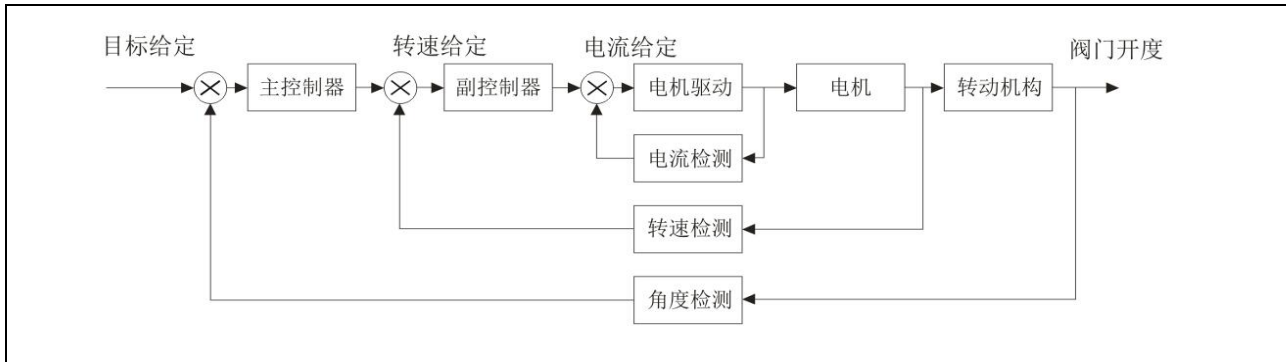 目标给定
转速给定
电流给定
阀门开度
主控制器
副控制器
电机驱动
电机
转动机构
电流检测
转速检测
角度检测